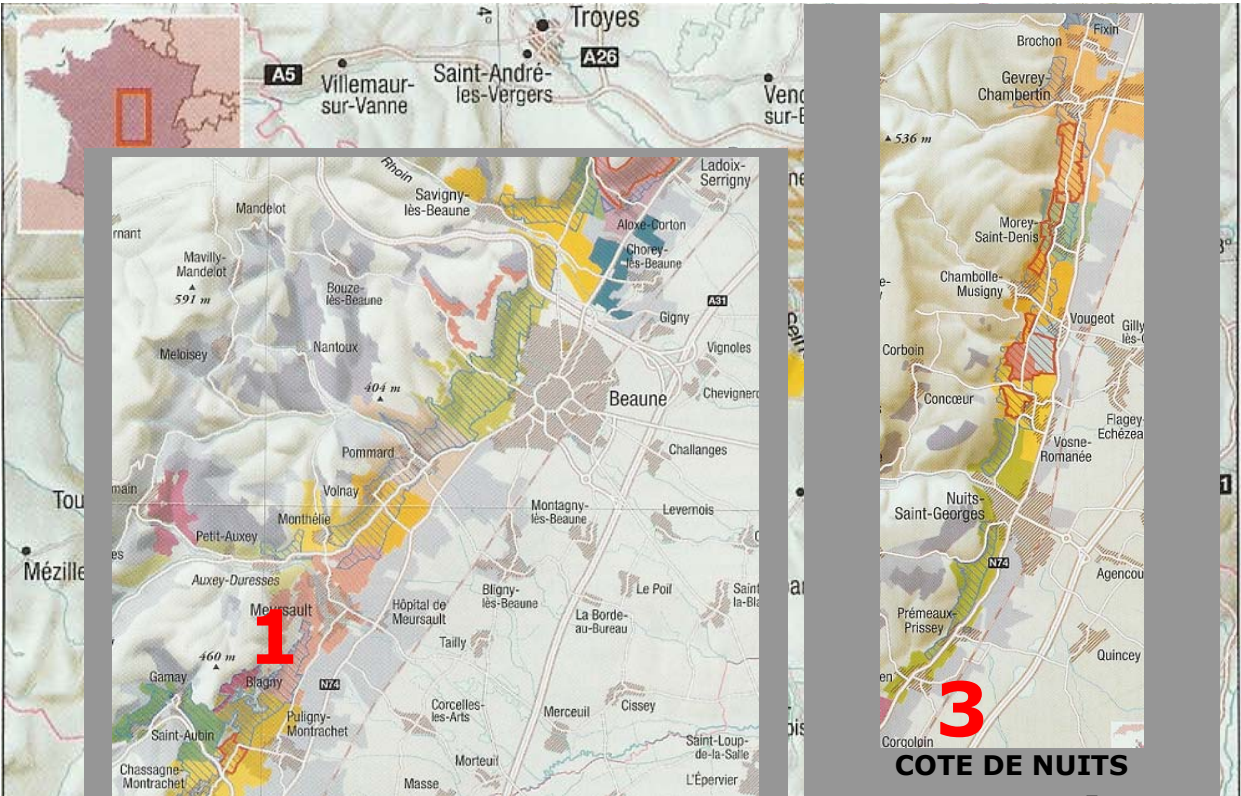 4°
Troyes
A26
A5
Villemaur-
sur-Vanne
Saint-André-
les-Vergers
Mézille
Rhoin
Savigny-
lès-Beaune
Ladoix-
Serrigny
Mandelot
Aloxe-Corton
Mavilly-
Mandelot
591 m
Chorey-
lès-Beaune
Bouze-
lès-Beaune
A31
Gigny
Meloisey
Nantoux
Vignoles
404 m
Beaune
Pommard
Challanges
Volnay
Monthélie
Montagny-
lès-Beaune
Levernois
Petit-Auxey
Auxey-Duresses
Meursault
1
Hôpital de
Meursault
Bligny-
lès-Beaune
Le Poil
La Borde-
au-Bureau
Tailly
460 m
Gamay
Blagny
N74
Puligny-
Montrachet
Corcelles-
les-Arts
Merceuil
Cissey
Saint-Aubin
Saint-Loup-
de-la-Salle
Chassagne-
Montrachet
Morteuil
Masse
L'Épervier
Fixin
Brochon
Gevrey-
Chambertin
536 m
Morey-
Saint-Denis
Chambolle-
Musigny
Vougeot
Gilly
Corboin
Concœur
Flagey-
Echézea
Vosne-
Romanée
Nuits-
Saint-Georges
N74
Agencou
Prémeaux-
Prissey
Quincey
3
Corgoloin
COTE DE NUITS